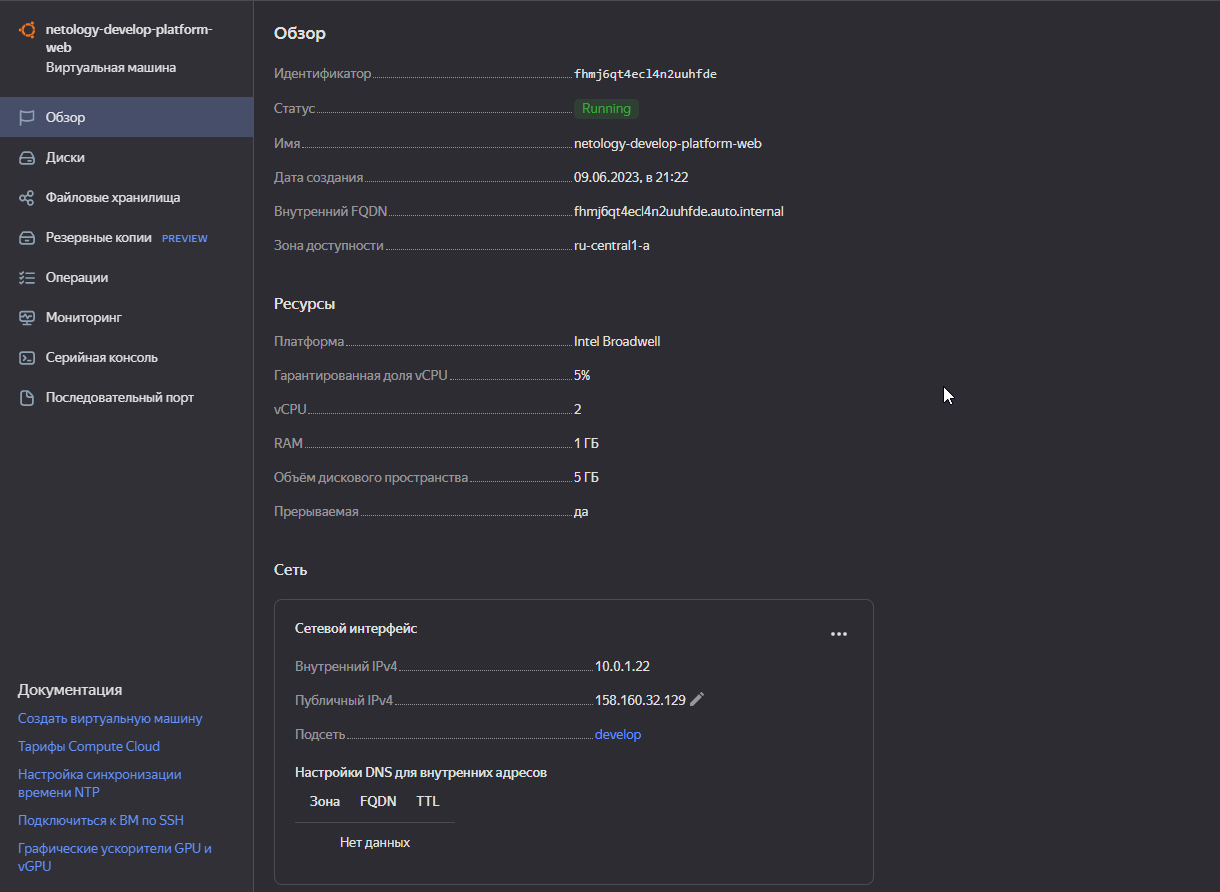 netology-develop-platform-
web
Виртуальная машина
Обзор
Диски
Файловые хранилища
Резервные копии PREVIEW
Операции
Мониторинг
Серийная консоль
Последовательный порт
Документация
Создать виртуальную машину
Тарифы Compute Cloud
Настройка синхронизации
времени NTP
Подключиться к ВМ по SSH
Графические ускорители GPU и
vGPU
Обзор
Идентификатор fhmj6qt4ecl4n2uuhfde
Статус Running
Имя netology-develop-platform-web
Дата создания 09.06.2023, в 21:22
Внутренний FQDN fhmj6qt4ecl4n2uuhfde.auto.internal
Зона доступности ru-central1-a
Ресурсы
Платформа Intel Broadwell
Гарантированная доля vCPU 5%
vCPU 2
RAM 1 ГБ
Объём дискового пространства 5 ГБ
Прерываемая да
Сеть
Сетевой интерфейс
Внутренний IPv4 10.0.1.22
Публичный IPv4 158.160.32.129
Подсеть develop
Настройки DNS для внутренних адресов
Зона FQDN TTL
Нет данных